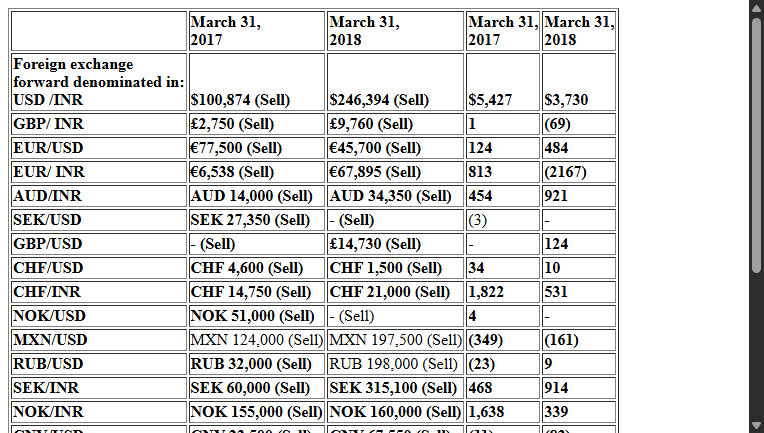 March 31, 2017 March 31, 2018 March 31, 2017 March 31, 2018
Foreign exchange
forward denominated in:
USD /INR $100,874 (Sell) $246,394 (Sell) $5,427 $3,730
GBP/ INR £2,750 (Sell) £9,760 (Sell) 1 (69)
EUR/USD €77,500 (Sell) €45,700 (Sell) 124 484
EUR/ INR €6,538 (Sell) €67,895 (Sell) 813 (2167)
AUD/INR AUD 14,000 (Sell) AUD 34,350 (Sell) 454 921
SEK/USD SEK 27,350 (Sell) - (Sell) (3) -
GBP/USD - (Sell) £14,730 (Sell) - 124
CHF/USD CHF 4,600 (Sell) CHF 1,500 (Sell) 34 10
CHF/INR CHF 14,750 (Sell) CHF 21,000 (Sell) 1,822 531
NOK/USD NOK 51,000 (Sell) - (Sell) 4 -
MXN/USD MXN 124,000 (Sell) MXN 197,500 (Sell) (349) (161)
RUB/USD RUB 32,000 (Sell) RUB 198,000 (Sell) (23) 9
SEK/INR SEK 60,000 (Sell) SEK 315,100 (Sell) 468 914
NOK/INR NOK 155,000 (Sell) NOK 160,000 (Sell) 1,638 339